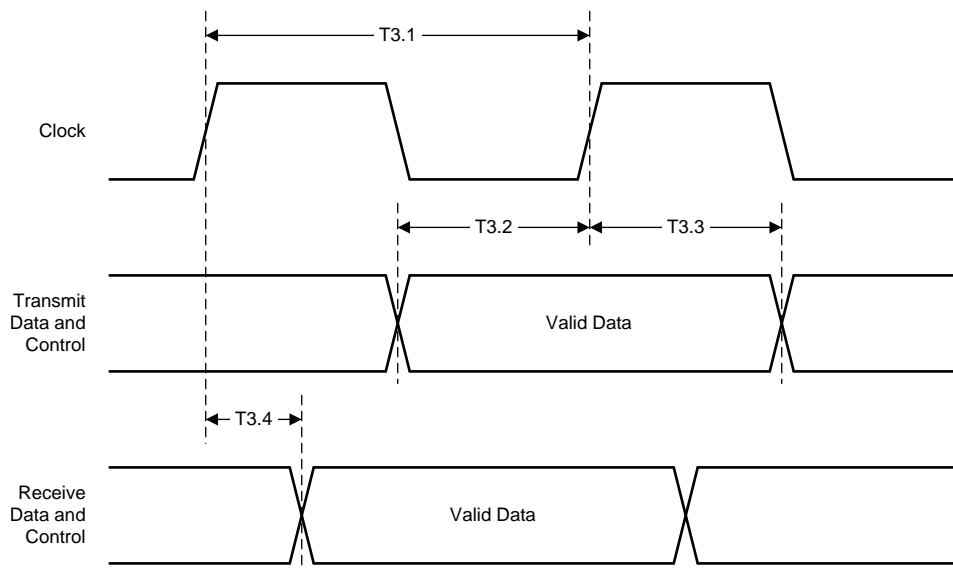 T3.1
Clock
T3.2
T3.3
Transmit
Data and
Control
Valid Data
T3.4
Receive
Data and
Control
Valid Data